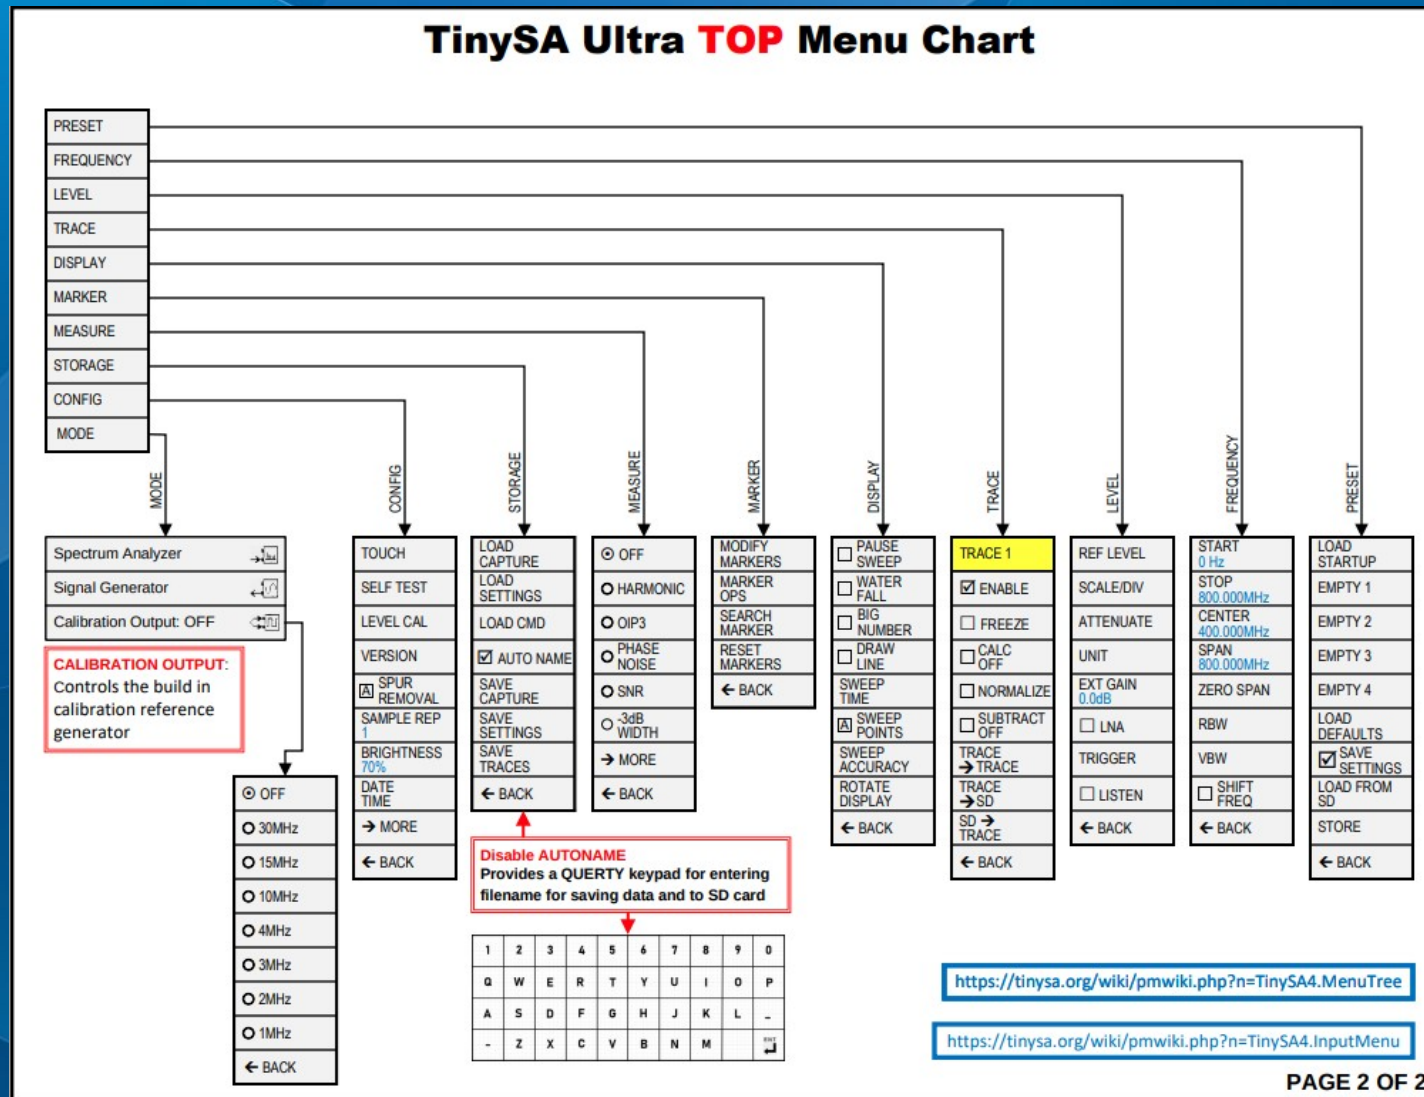 TinySA Ultra TOP Menu Chart
PRESET
FREQUENCY
LEVEL
TRACE
DISPLAY
MARKER
MEASURE
STORAGE
CONFIG
MODE
MODE
Spectrum Analyzer
Signal Generator
Calibration Output: OFF
CALIBRATION OUTPUT:
Controls the build in
calibration reference
generator
OFF
30MHz
15MHz
10MHz
4MHz
3MHz
2MHz
1MHz
← BACK
CONFIG
TOUCH
SELF TEST
LEVEL CAL
VERSION
A SPUR
REMOVAL
SAMPLE REP
1
BRIGHTNESS
70%
DATE
TIME
→ MORE
← BACK
STORAGE
LOAD
CAPTURE
LOAD
SETTINGS
LOAD CMD
AUTO NAME
SAVE
CAPTURE
SAVE
SETTINGS
SAVE
TRACES
← BACK
Disable AUTONAME
Provides a QUERTY keypad for entering
filename for saving data and to SD card
1 2 3 4 5 6 7 8 9 0
Q W E R T Y U I O P
A S D F G H J K L _
- Z X C V B N M ENT
MEASURE
OFF
HARMONIC
OIP3
PHASE
NOISE
SNR
-3dB
WIDTH
→ MORE
← BACK
MARKER
MODIFY
MARKERS
MARKER
OPS
SEARCH
MARKER
RESET
MARKERS
← BACK
DISPLAY
PAUSE
SWEEP
WATER
FALL
BIG
NUMBER
DRAW
LINE
SWEEP
TIME
A SWEEP
POINTS
SWEEP
ACCURACY
ROTATE
DISPLAY
← BACK
TRACE
TRACE 1
ENABLE
FREEZE
CALC
OFF
NORMALIZE
SUBTRACT
OFF
TRACE
→ TRACE
TRACE
→ SD
SD →
TRACE
← BACK
LEVEL
REF LEVEL
SCALE/DIV
ATTENUATE
UNIT
EXT GAIN
0.0dB
LNA
TRIGGER
LISTEN
← BACK
FREQUENCY
START
0 Hz
STOP
800.000MHz
CENTER
400.000MHz
SPAN
800.000MHz
ZERO SPAN
RBW
VBW
SHIFT
FREQ
← BACK
PRESET
LOAD
STARTUP
EMPTY 1
EMPTY 2
EMPTY 3
EMPTY 4
LOAD
DEFAULTS
SAVE
SETTINGS
LOAD FROM
SD
STORE
← BACK
https://tinysa.org/wiki/pmwiki.php?n=TinySA4.MenuTree
https://tinysa.org/wiki/pmwiki.php?n=TinySA4.InputMenu
PAGE 2 OF 2